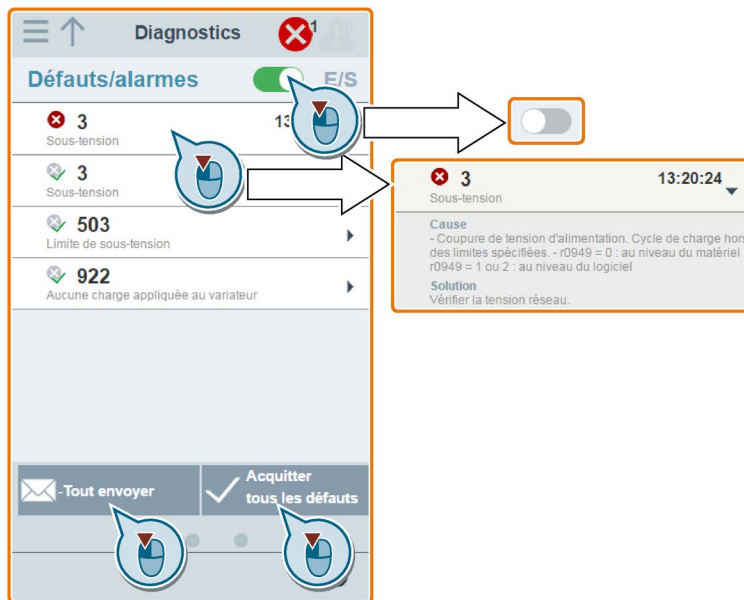 Diagnostics
1
Défauts/alarmes
E/S
3
Sous-tension
3
Sous-tension
503
Limite de sous-tension
922
Aucune charge appliquée au variateur
-Tout envoyer
Acquitter
tous les défauts
3
13:20:24
Sous-tension
Cause
- Coupure de tension d'alimentation. Cycle de charge hors
des limites spécifiées. - r0949 = 0 : au niveau du matériel
r0949 = 1 ou 2 : au niveau du logiciel
Solution
Vérifier la tension réseau.